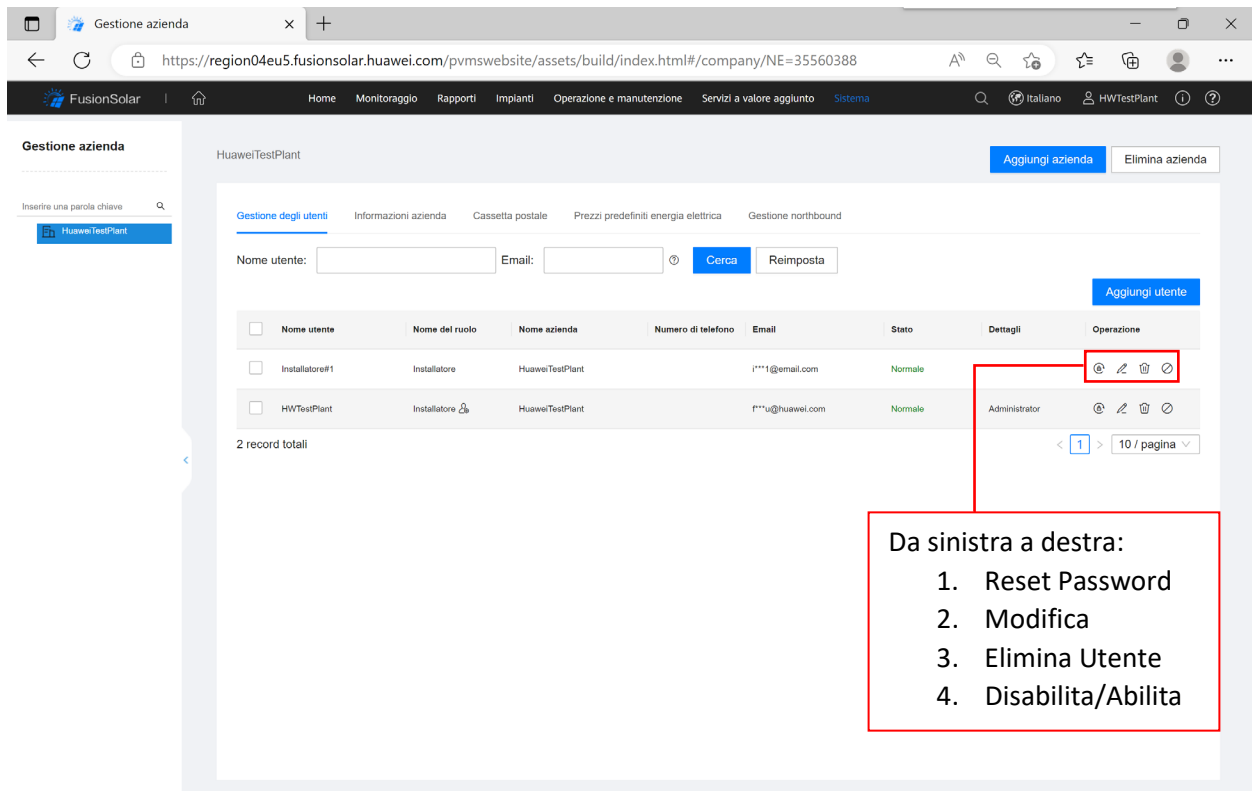 Gestione azienda
https://region04eu5.fusionsolar.huawei.com/pvmswebsite/assets/build/index.html#/company/NE=35560388
FusionSolar Home Monitoraggio Rapporti Impianti Operazione e manutenzione Servizi a valore aggiunto Sistema Italiano HWTestPlant
Gestione azienda
HuaweiTestPlant
Aggiungi azienda Elimina azienda
Inserire una parola chiave
HuaweiTestPlant
Gestione degli utenti Informazioni azienda Cassetta postale Prezzi predefiniti energia elettrica Gestione northbound
Nome utente: Email: Cerca Reimposta
Aggiungi utente
Nome utente Nome del ruolo Nome azienda Numero di telefono Email Stato Dettagli Operazione
Installatore#1 Installatore HuaweiTestPlant i***1@email.com Normale
HWTestPlant Installatore HuaweiTestPlant f***u@huawei.com Normale Administrator
2 record totali < 1 > 10 / pagina
Da sinistra a destra:
1. Reset Password
2. Modifica
3. Elimina Utente
4. Disabilita/Abilita